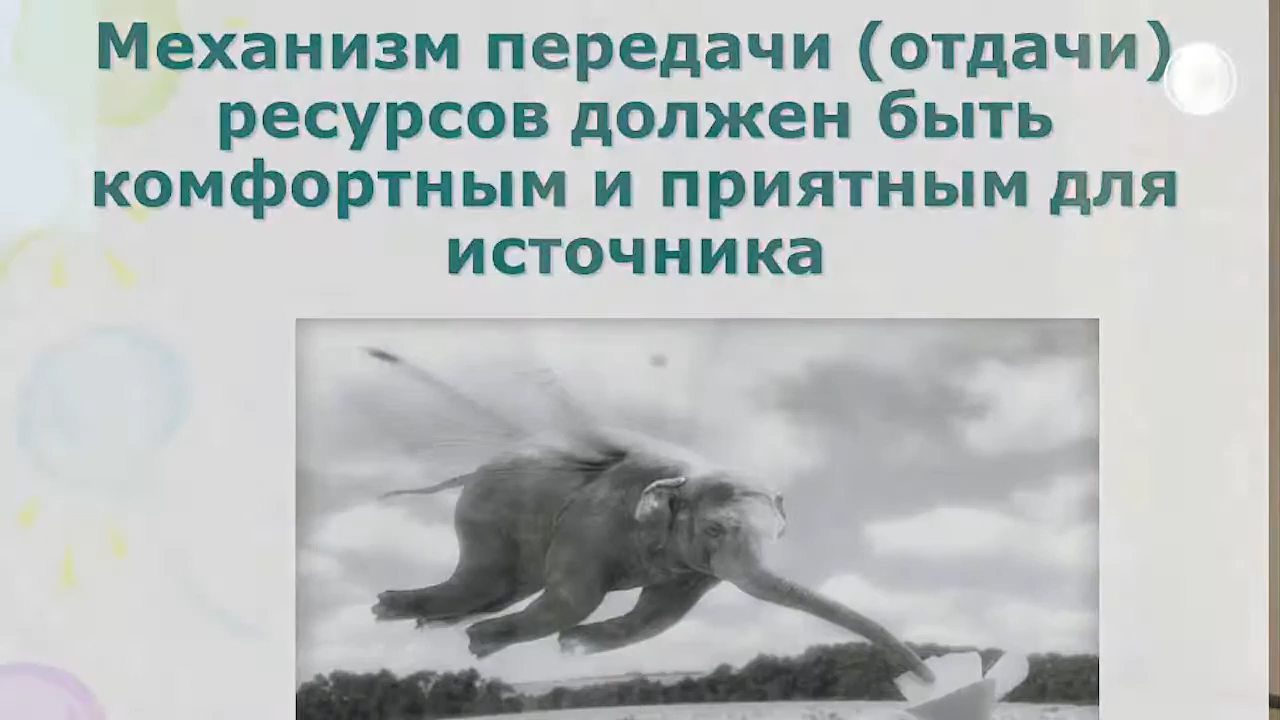 Механизм передачи (отдачи)
ресурсов должен быть
комфортным и приятным для
источника